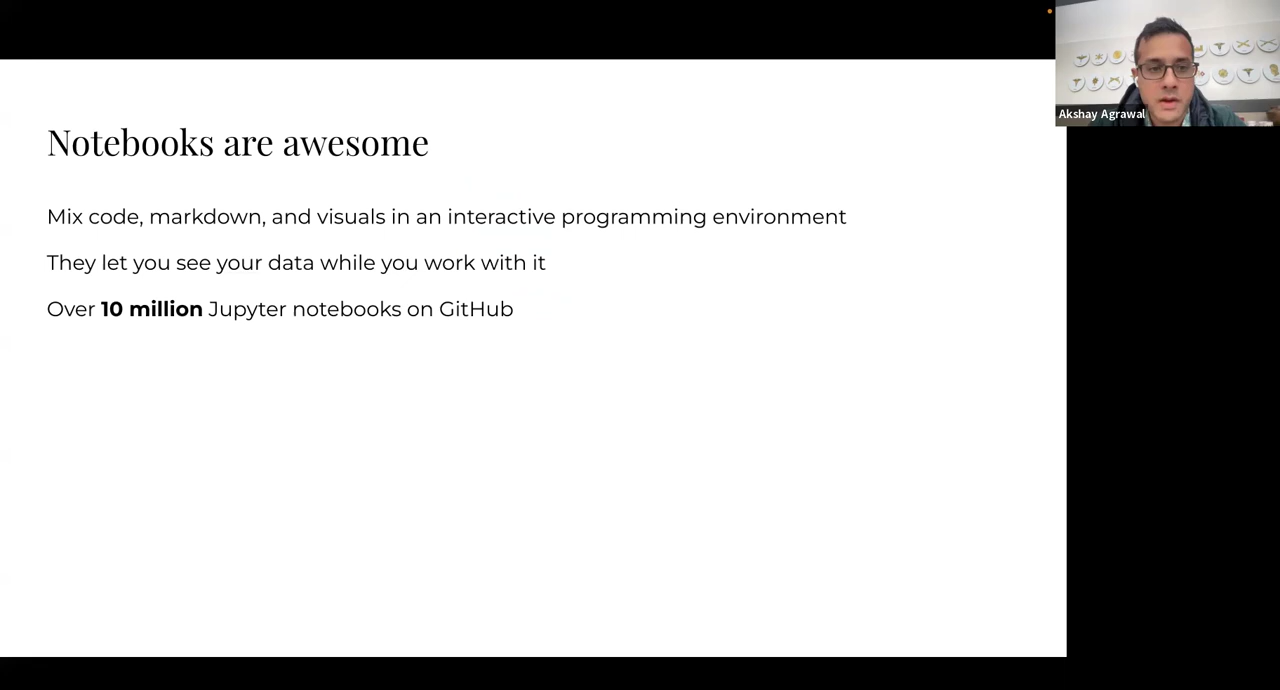 Notebooks are awesome
Mix code, markdown, and visuals in an interactive programming environment
They let you see your data while you work with it
Over 10 million Jupyter notebooks on GitHub
Akshay Agrawal